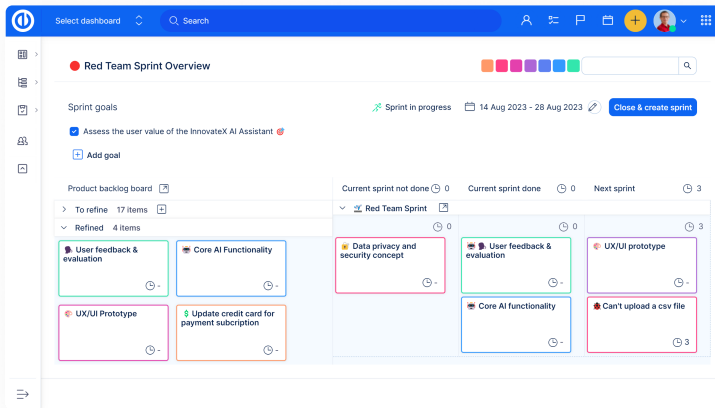 Select dashboard
Search
Red Team Sprint Overview
Sprint goals
Sprint in progress
14 Aug 2023 - 28 Aug 2023
Close & create sprint
Assess the user value of the InnovateX AI Assistant
Add goal
Product backlog board
Current sprint not done 0
Current sprint done 0
Next sprint 3
To refine 17 items
Red Team Sprint
Refined 4 items
0
0
3
User feedback &
evaluation
-
Core AI Functionality
-
Data privacy and
security concept
-
User feedback &
evaluation
-
UX/UI prototype
-
UX/UI Prototype
-
Update credit card for
payment subcription
-
Core AI functionality
-
Can't upload a csv file
3